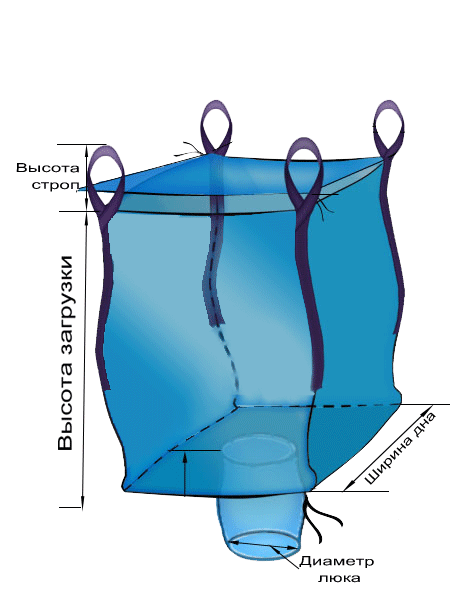 Высота
строп
Высота загрузки
Ширина дна
Диаметр
люка